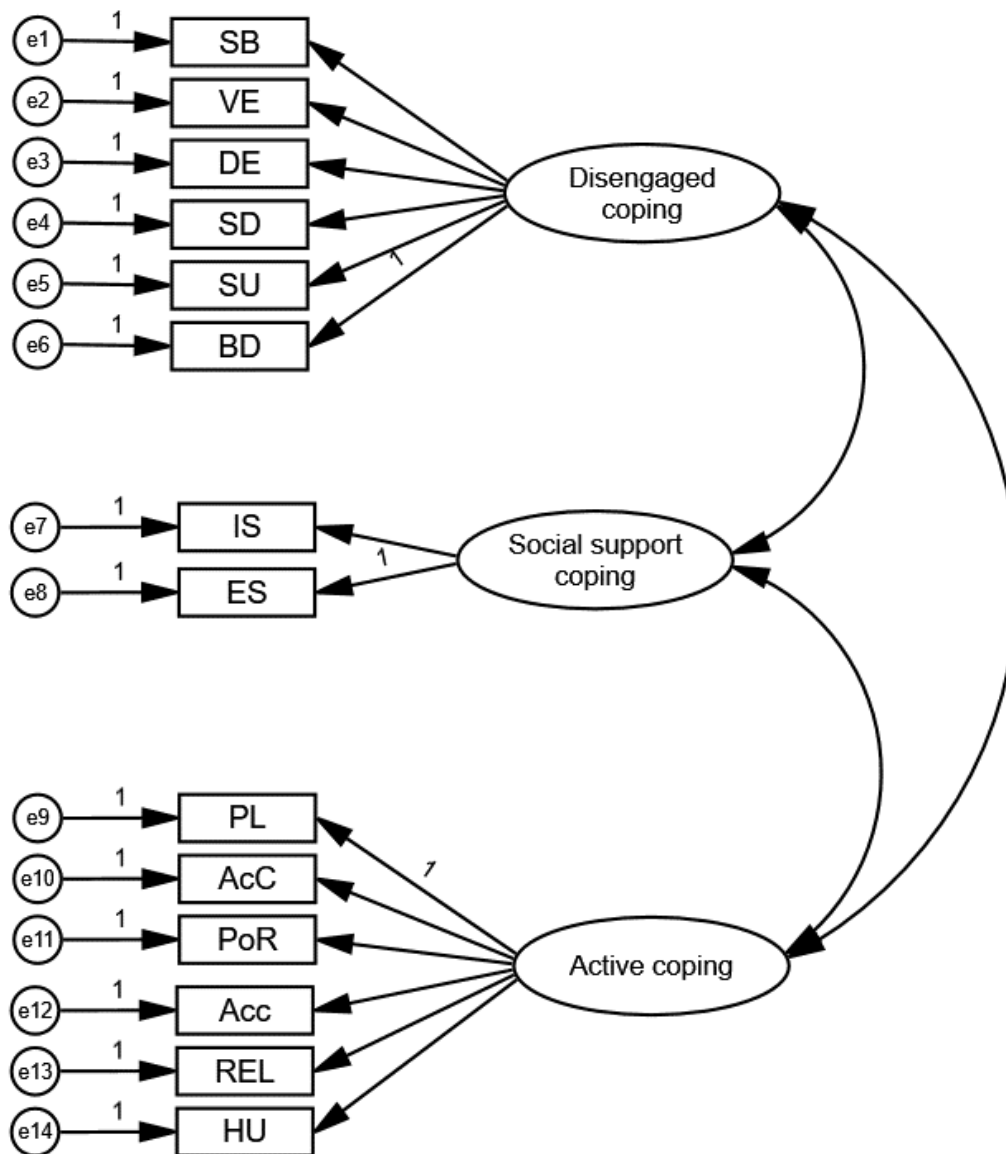 e1 1 SB
e2 1 VE
e3 1 DE
e4 1 SD
e5 1 SU
1
e6 1 BD
Disengaged
coping
e7 1 IS
1
e8 1 ES
Social support
coping
e9 1 PL
1
e10 1 AcC
e11 1 PoR
e12 1 Acc
e13 1 REL
e14 1 HU
Active coping